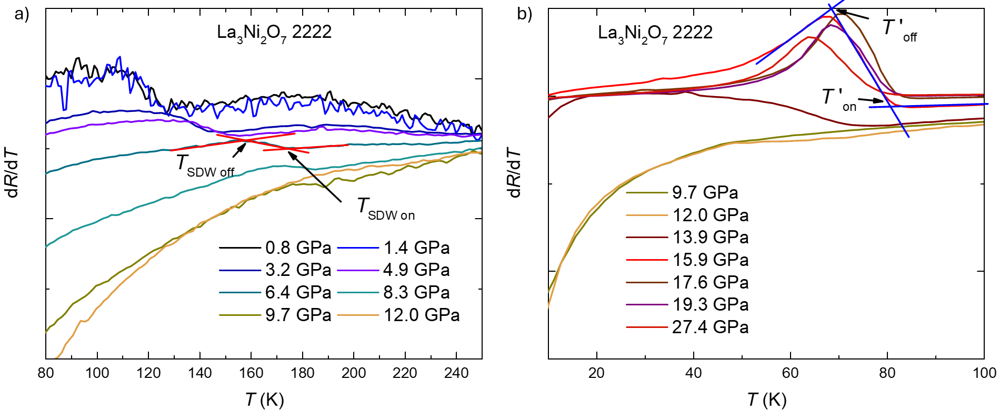 a)
La3Ni2O7 2222
dR/dT
TSDW off
TSDW on
0.8 GPa 1.4 GPa
3.2 GPa 4.9 GPa
6.4 GPa 8.3 GPa
9.7 GPa 12.0 GPa
80 100 120 140 160 180 200 220 240
T (K)
b)
La3Ni2O7 2222
T'off
T'on
dR/dT
9.7 GPa
12.0 GPa
13.9 GPa
15.9 GPa
17.6 GPa
19.3 GPa
27.4 GPa
20 40 60 80 100
T (K)